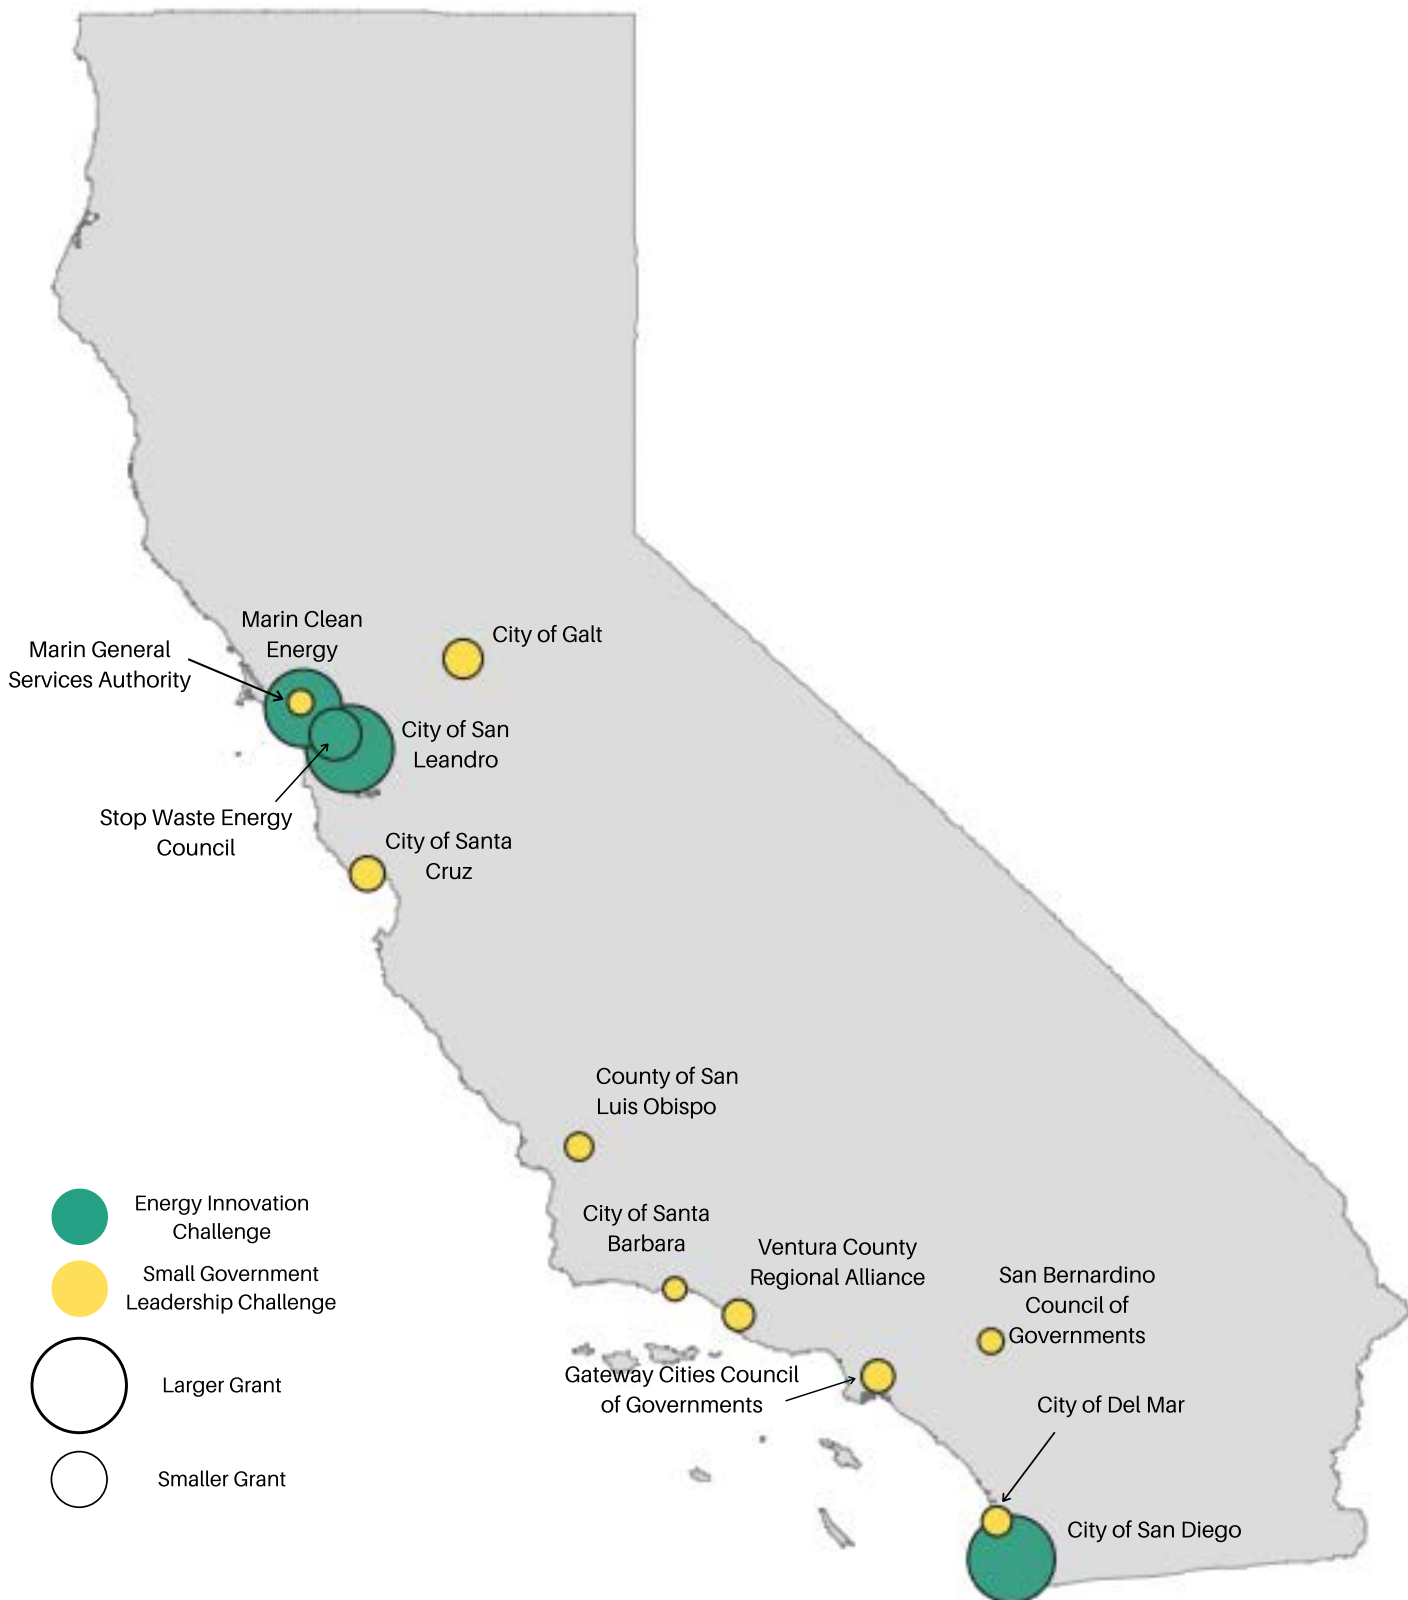 Marin Clean
Energy
City of Galt
Marin General
Services Authority
City of San
Leandro
Stop Waste Energy
Council
City of Santa
Cruz
County of San
Luis Obispo
Energy Innovation
Challenge
City of Santa
Barbara
Ventura County
Regional Alliance
Small Government
Leadership Challenge
San Bernardino
Council of
Governments
Larger Grant
Gateway Cities Council
of Governments
City of Del Mar
Smaller Grant
City of San Diego